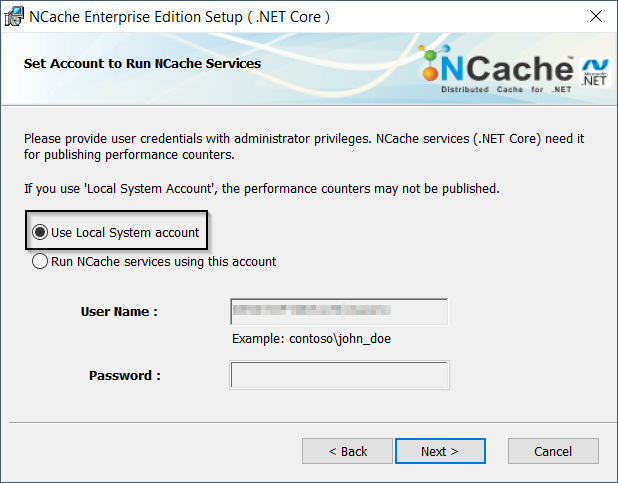 NCache Enterprise Edition Setup ( .NET Core )
Set Account to Run NCache Services
NCache™
Distributed Cache for .NET
Microsoft
.NET
Please provide user credentials with administrator privileges. NCache services (.NET Core) need it
for publishing performance counters.
If you use 'Local System Account', the performance counters may not be published.
Use Local System account
Run NCache services using this account
User Name :
Example: contoso\john_doe
Password :
< Back
Next >
Cancel